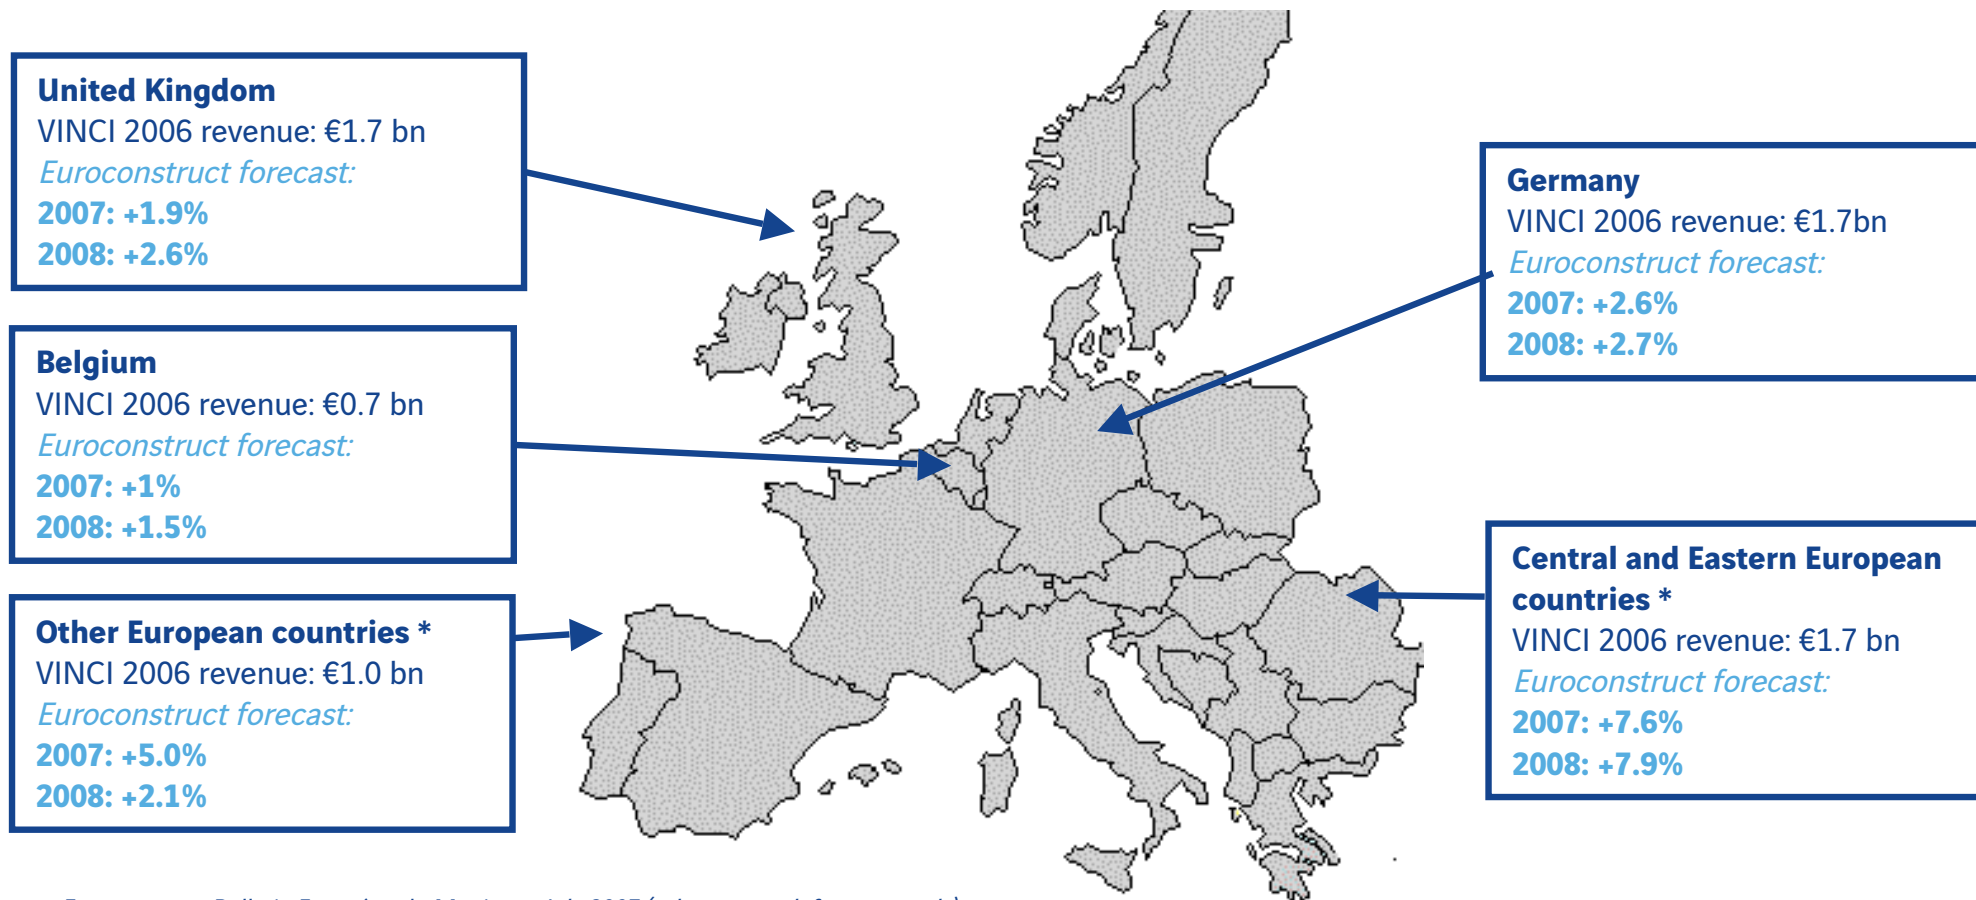 United Kingdom
VINCI 2006 revenue: €1.7 bn
Euroconstruct forecast:
2007: +1.9%
2008: +2.6%
Belgium
VINCI 2006 revenue: €0.7 bn
Euroconstruct forecast:
2007: +1%
2008: +1.5%
Other European countries *
VINCI 2006 revenue: €1.0 bn
Euroconstruct forecast:
2007: +5.0%
2008: +2.1%
Germany
VINCI 2006 revenue: €1.7bn
Euroconstruct forecast:
2007: +2.6%
2008: +2.7%
Central and Eastern European
countries *
VINCI 2006 revenue: €1.7 bn
Euroconstruct forecast:
2007: +7.6%
2008: +7.9%